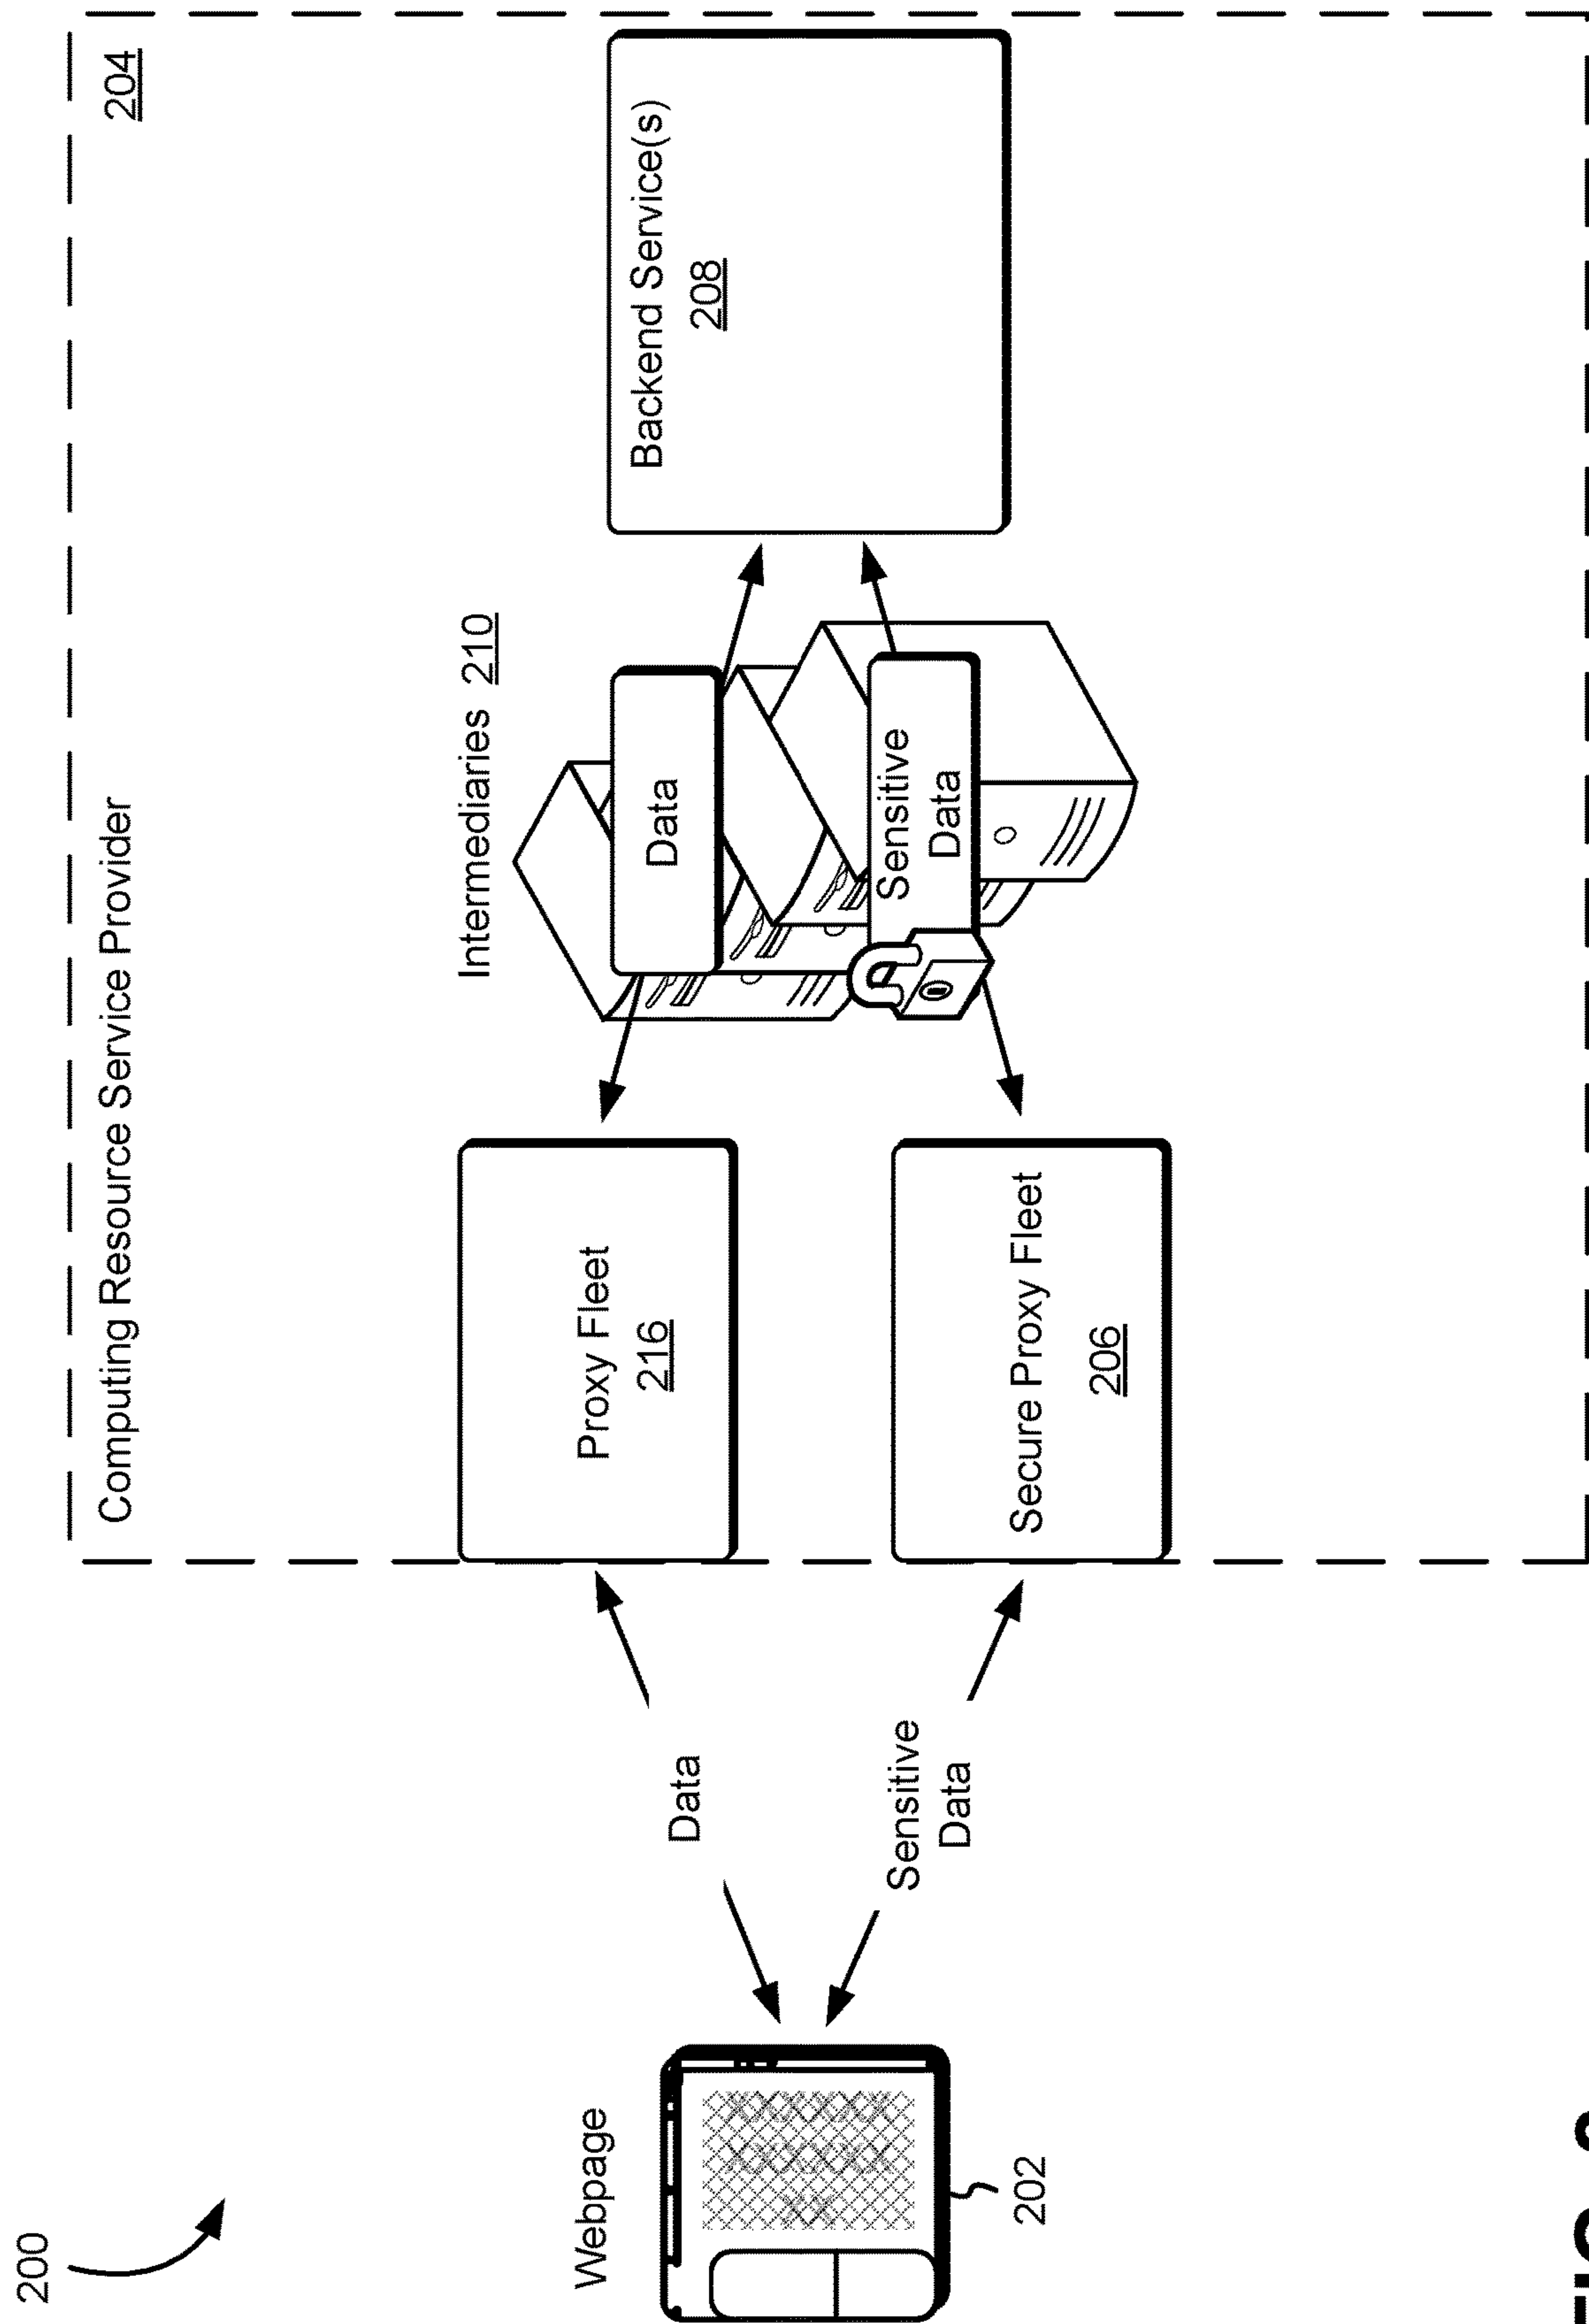 200
Computing Resource Service Provider
204
Webpage
202
Data
Sensitive
Data
Proxy Fleet
216
Secure Proxy Fleet
206
Intermediaries 210
Data
Sensitive
Data
Backend Service(s)
208